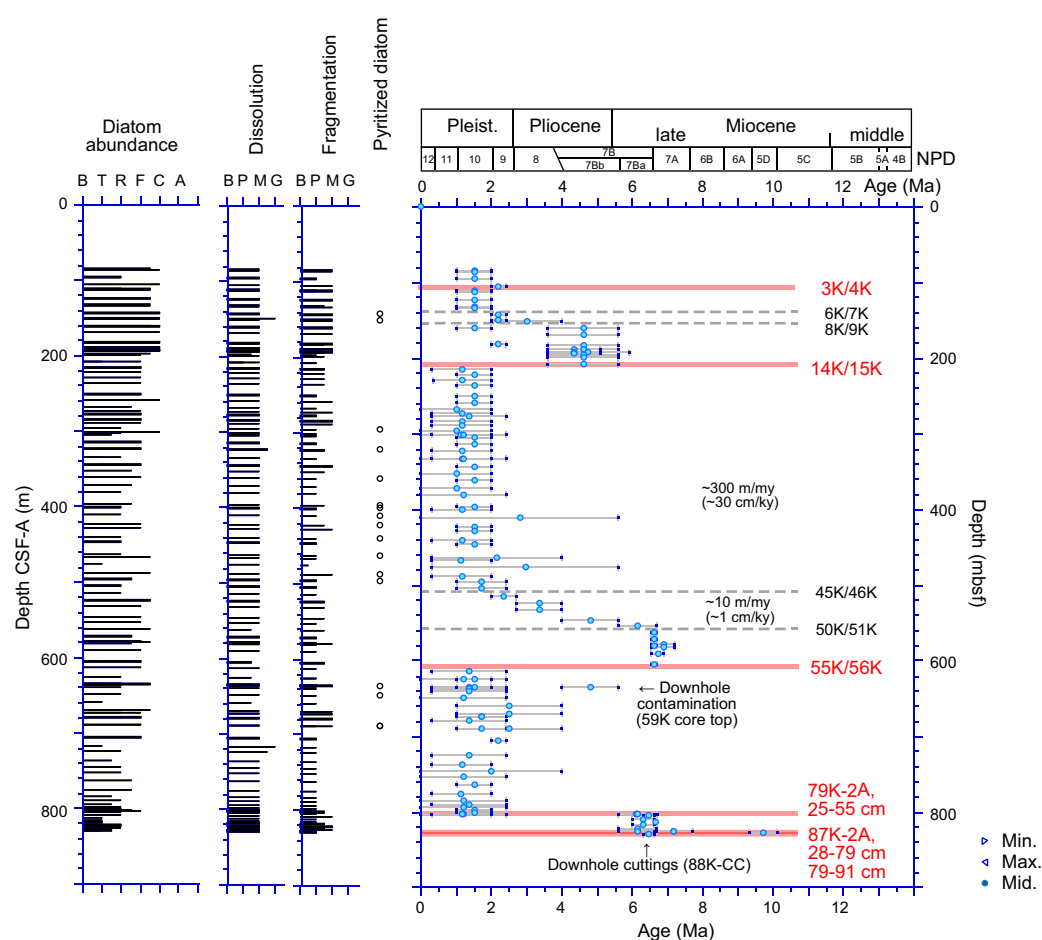 Diatom
abundance
Dissolution
Fragmentation
Pyritized diatom
B T R F C A
B P M G
B P M G
Pleist. Pliocene Miocene
late middle
12 11 10 9 8 7B 7Bb 7Ba 7A 6B 6A 5D 5C 5B 5A 4B NPD
0 2 4 6 8 10 12 Age (Ma)
0
200
400
600
800
Depth CSF-A (m)
3K/4K
6K/7K
8K/9K
14K/15K
~300 m/my
(~30 cm/ky)
45K/46K
~10 m/my
(~1 cm/ky)
50K/51K
55K/56K
← Downhole
contamination
(59K core top)
79K-2A,
25-55 cm
87K-2A,
28-79 cm
79-91 cm
↑
Downhole cuttings (88K-CC)
0
200
400
600
800
Depth (mbsf)
Min.
Max.
Mid.
0 2 4 6 8 10 12
Age (Ma)